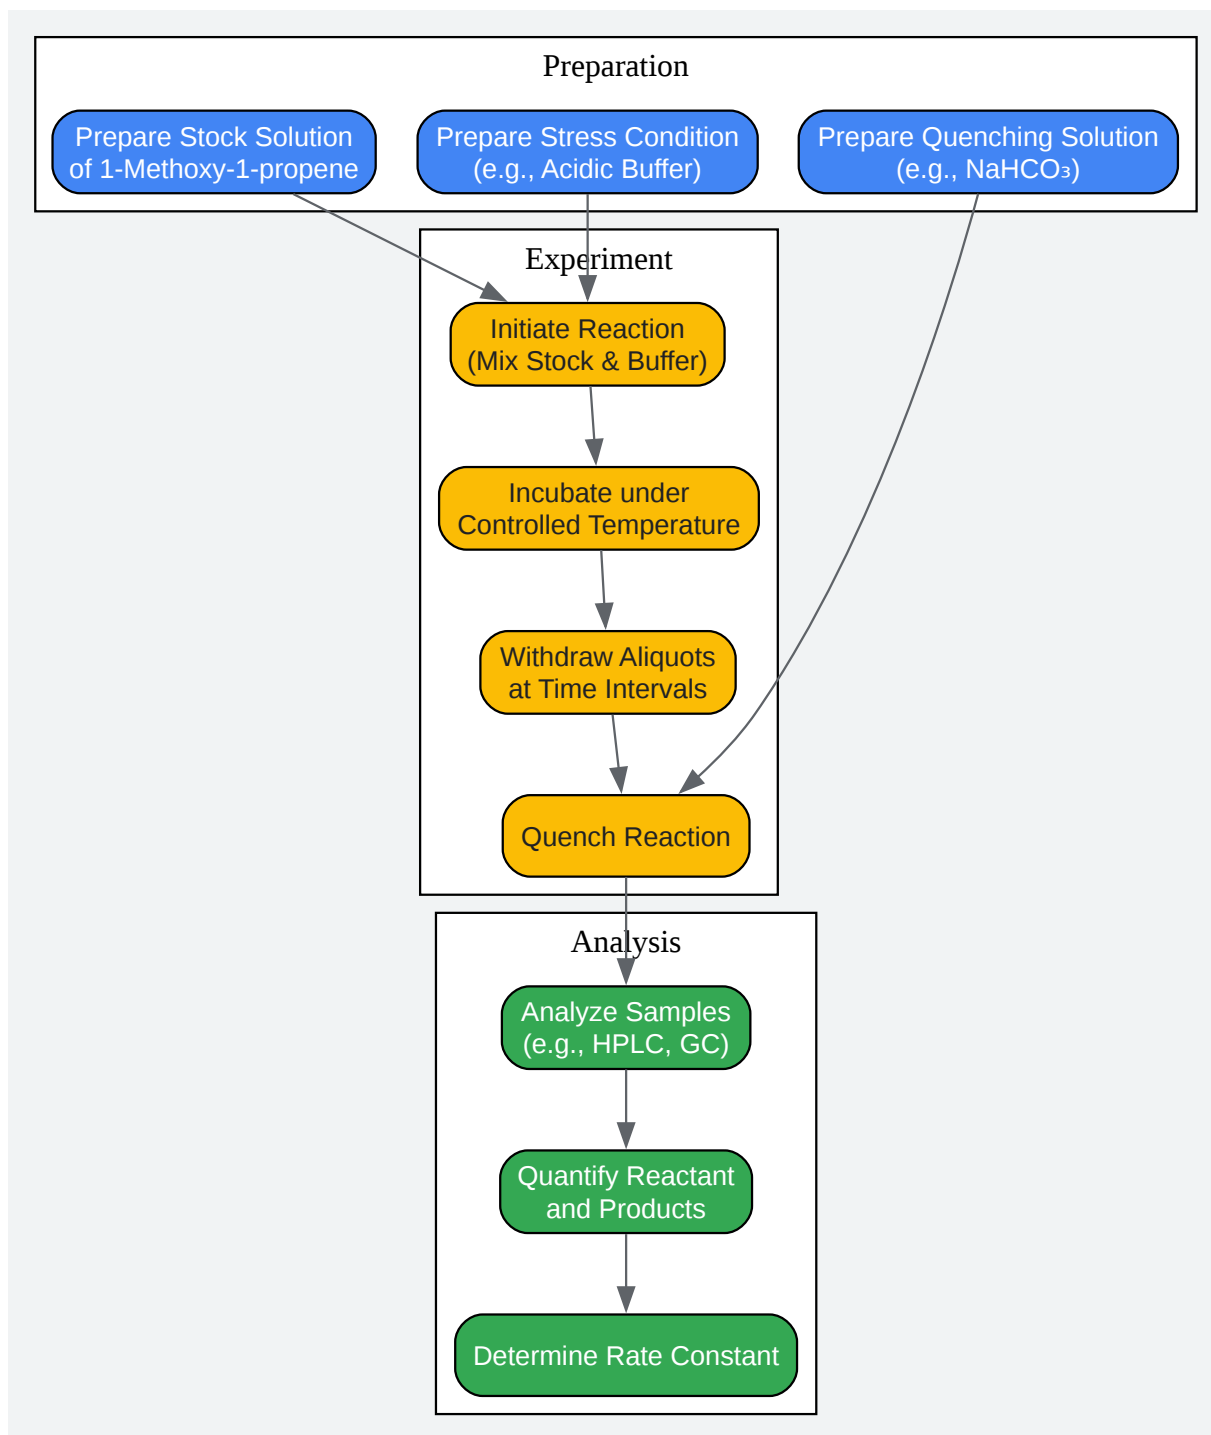 Preparation
Prepare Stock Solution
of 1-Methoxy-1-propene
Prepare Stress Condition
(e.g., Acidic Buffer)
Prepare Quenching Solution
(e.g., NaHCO₃)
Experiment
Initiate Reaction
(Mix Stock & Buffer)
Incubate under
Controlled Temperature
Withdraw Aliquots
at Time Intervals
Quench Reaction
Analysis
Analyze Samples
(e.g., HPLC, GC)
Quantify Reactant
and Products
Determine Rate Constant